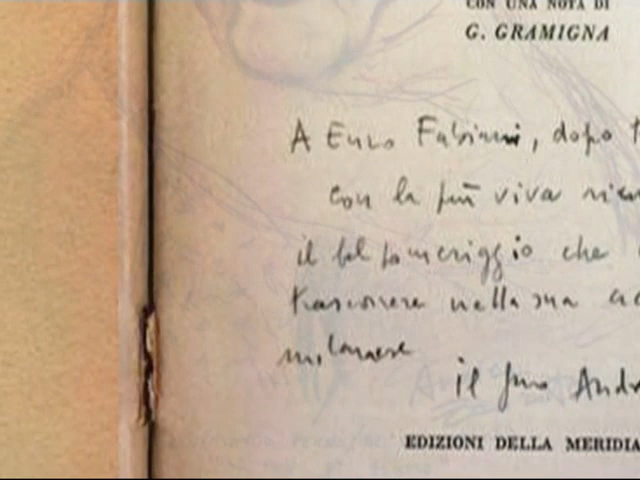 CON UNA NOTA DI
G. GRAMIGNA
A Enzo Fabiani, dopo
con la più viva
il bel pomeriggio che
trascorrere nella sua
milanese
il suo Andr
EDIZIONI DELLA MERIDIA